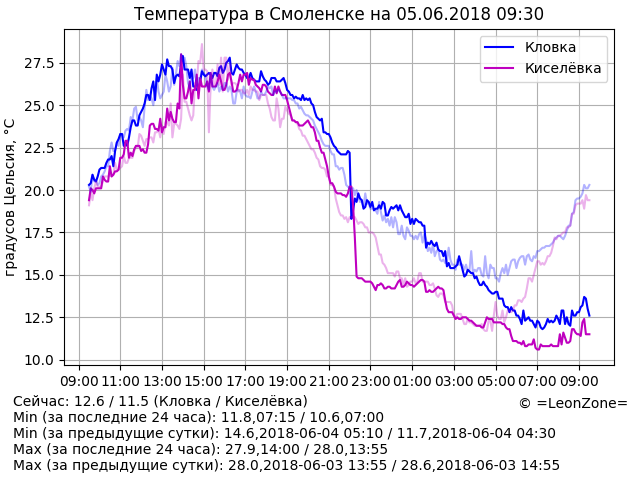 Температура в Смоленске на 05.06.2018 09:30
Кловка
Киселёвка
градусов Цельсия, °C
27.5
25.0
22.5
20.0
17.5
15.0
12.5
10.0
09:00 11:00 13:00 15:00 17:00 19:00 21:00 23:00 01:00 03:00 05:00 07:00 09:00
Сейчас: 12.6 / 11.5 (Кловка / Киселёвка)
© =LeonZone=
Min (за последние 24 часа): 11.8,07:15 / 10.6,07:00
Min (за предыдущие сутки): 14.6,2018-06-04 05:10 / 11.7,2018-06-04 04:30
Max (за последние 24 часа): 27.9,14:00 / 28.0,13:55
Max (за предыдущие сутки): 28.0,2018-06-03 13:55 / 28.6,2018-06-03 14:55